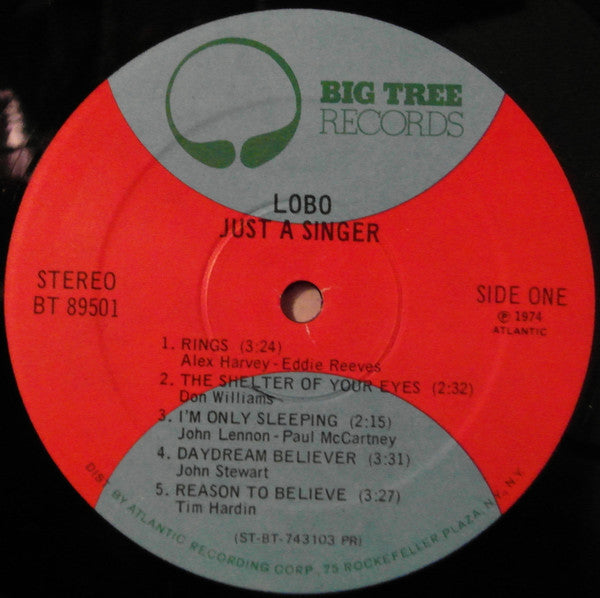 BIG TREE
RECORDS
LOBO
JUST A SINGER
STEREO
BT 89501
SIDE ONE
Ⓟ 1974
ATLANTIC
1. RINGS (3:24)
Alex Harvey - Eddie Reeves
2. THE SHELTER OF YOUR EYES (2:32)
Don Williams
3. I'M ONLY SLEEPING (2:15)
John Lennon - Paul McCartney
4. DAYDREAM BELIEVER (3:31)
John Stewart
5. REASON TO BELIEVE (3:27)
Tim Hardin
(ST-BT-743103 PR)
DIST. BY ATLANTIC RECORDING CORP., 75 ROCKEFELLER PLAZA, N.Y., N.Y.